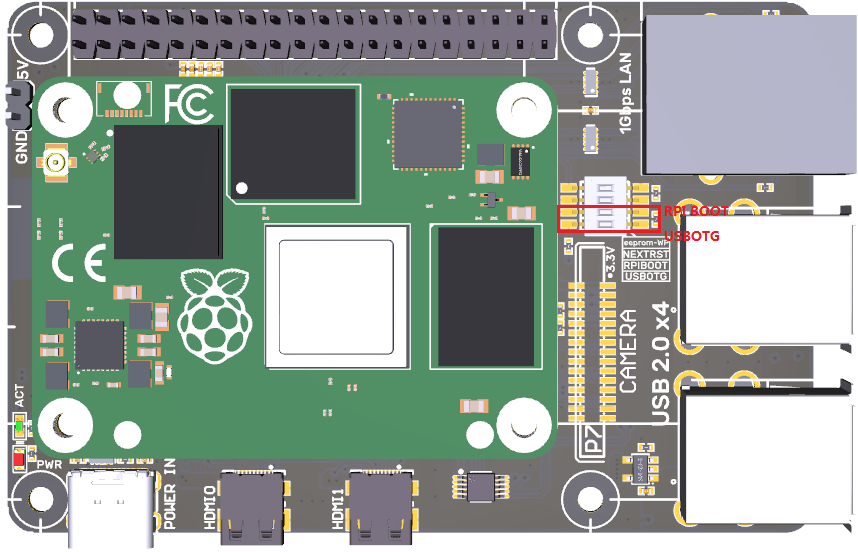 5V
GND
FC
1Gbps LAN
RPI BOOT
USBOTG
eeprom-WP
NEXTRST
RPIBOOT
USBOTG
3.3V
CE
CAMERA
USB 2.0 x4
P7
ACT
PWR
POWER IN
HDMI0
HDMI1